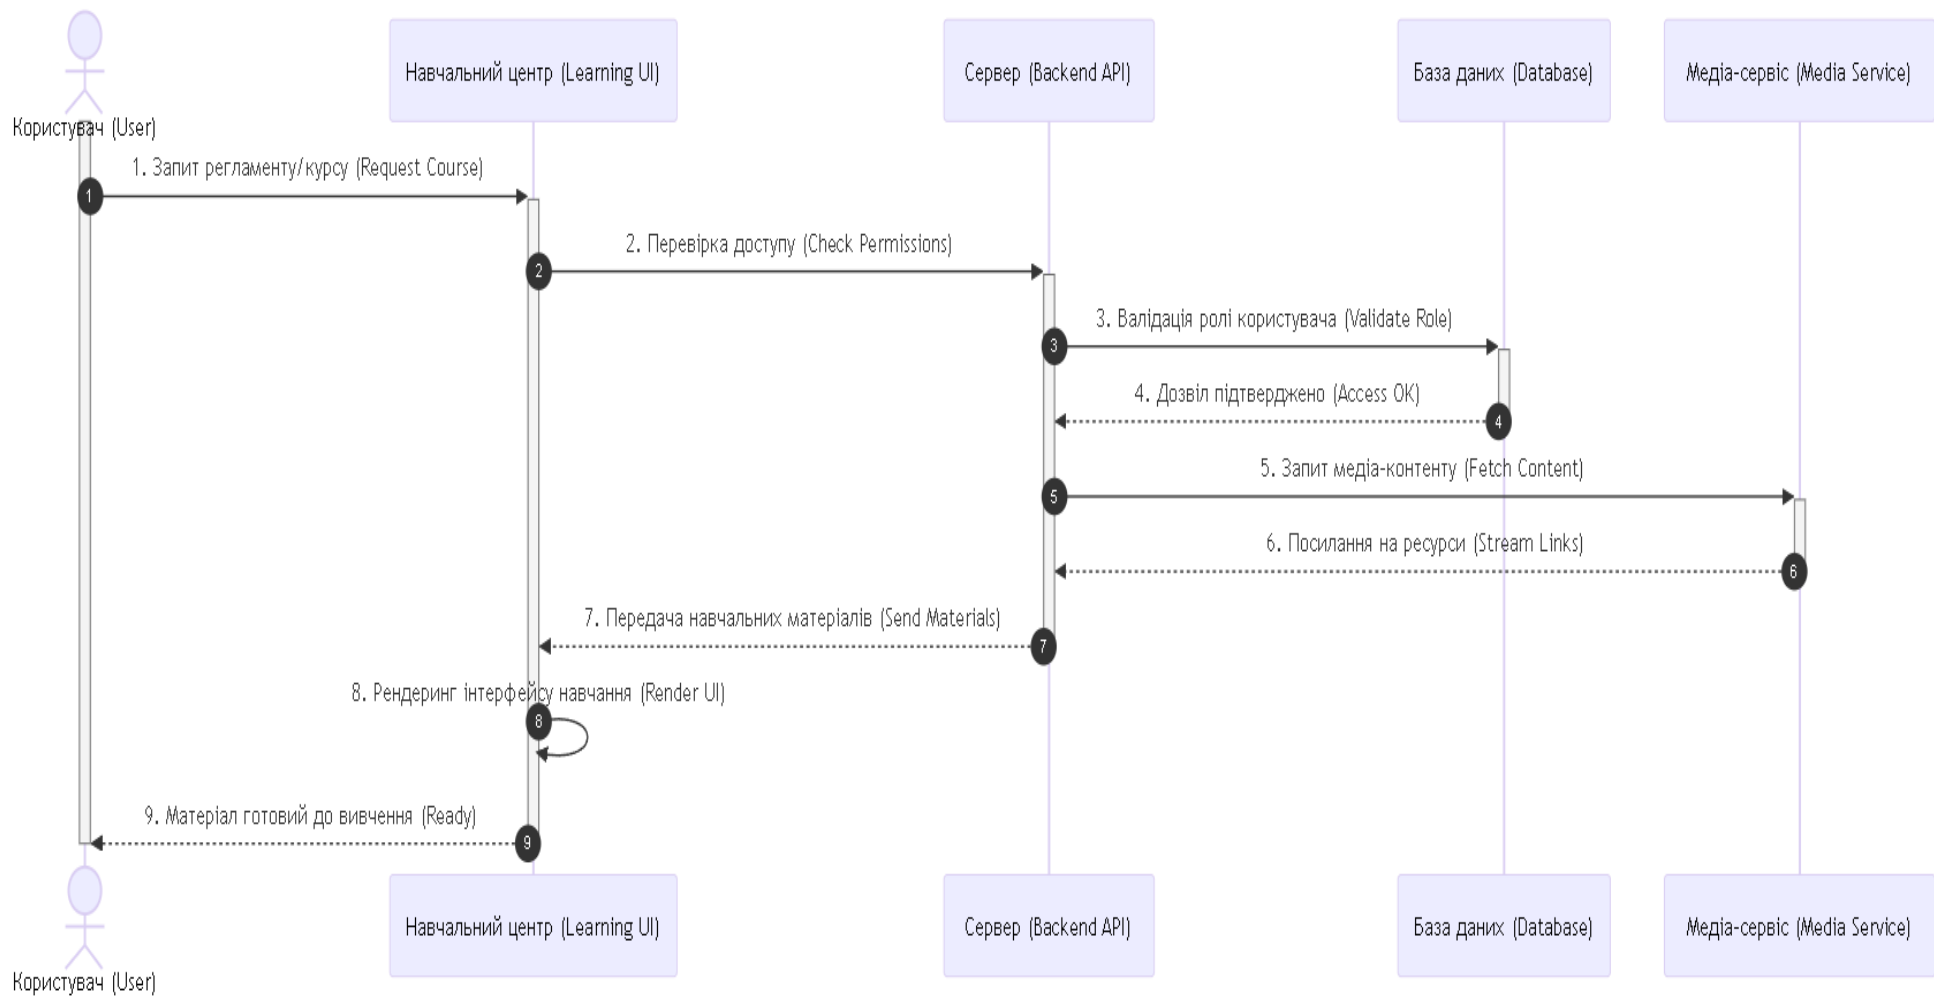 Навчальний центр (Learning UI)
Сервер (Backend API)
База даних (Database)
Медіа-сервіс (Media Service)
Користувач (User)
1. Запит регламенту/курсу (Request Course)
1
2. Перевірка доступу (Check Permissions)
2
3. Валідація ролі користувача (Validate Role)
3
4. Дозвіл підтверджено (Access OK)
4
5. Запит медіа-контенту (Fetch Content)
5
6. Посилання на ресурси (Stream Links)
6
7. Передача навчальних матеріалів (Send Materials)
7
8. Рендеринг інтерфейсу навчання (Render UI)
8
9. Матеріал готовий до вивчення (Ready)
9
Навчальний центр (Learning UI)
Сервер (Backend API)
База даних (Database)
Медіа-сервіс (Media Service)
Користувач (User)